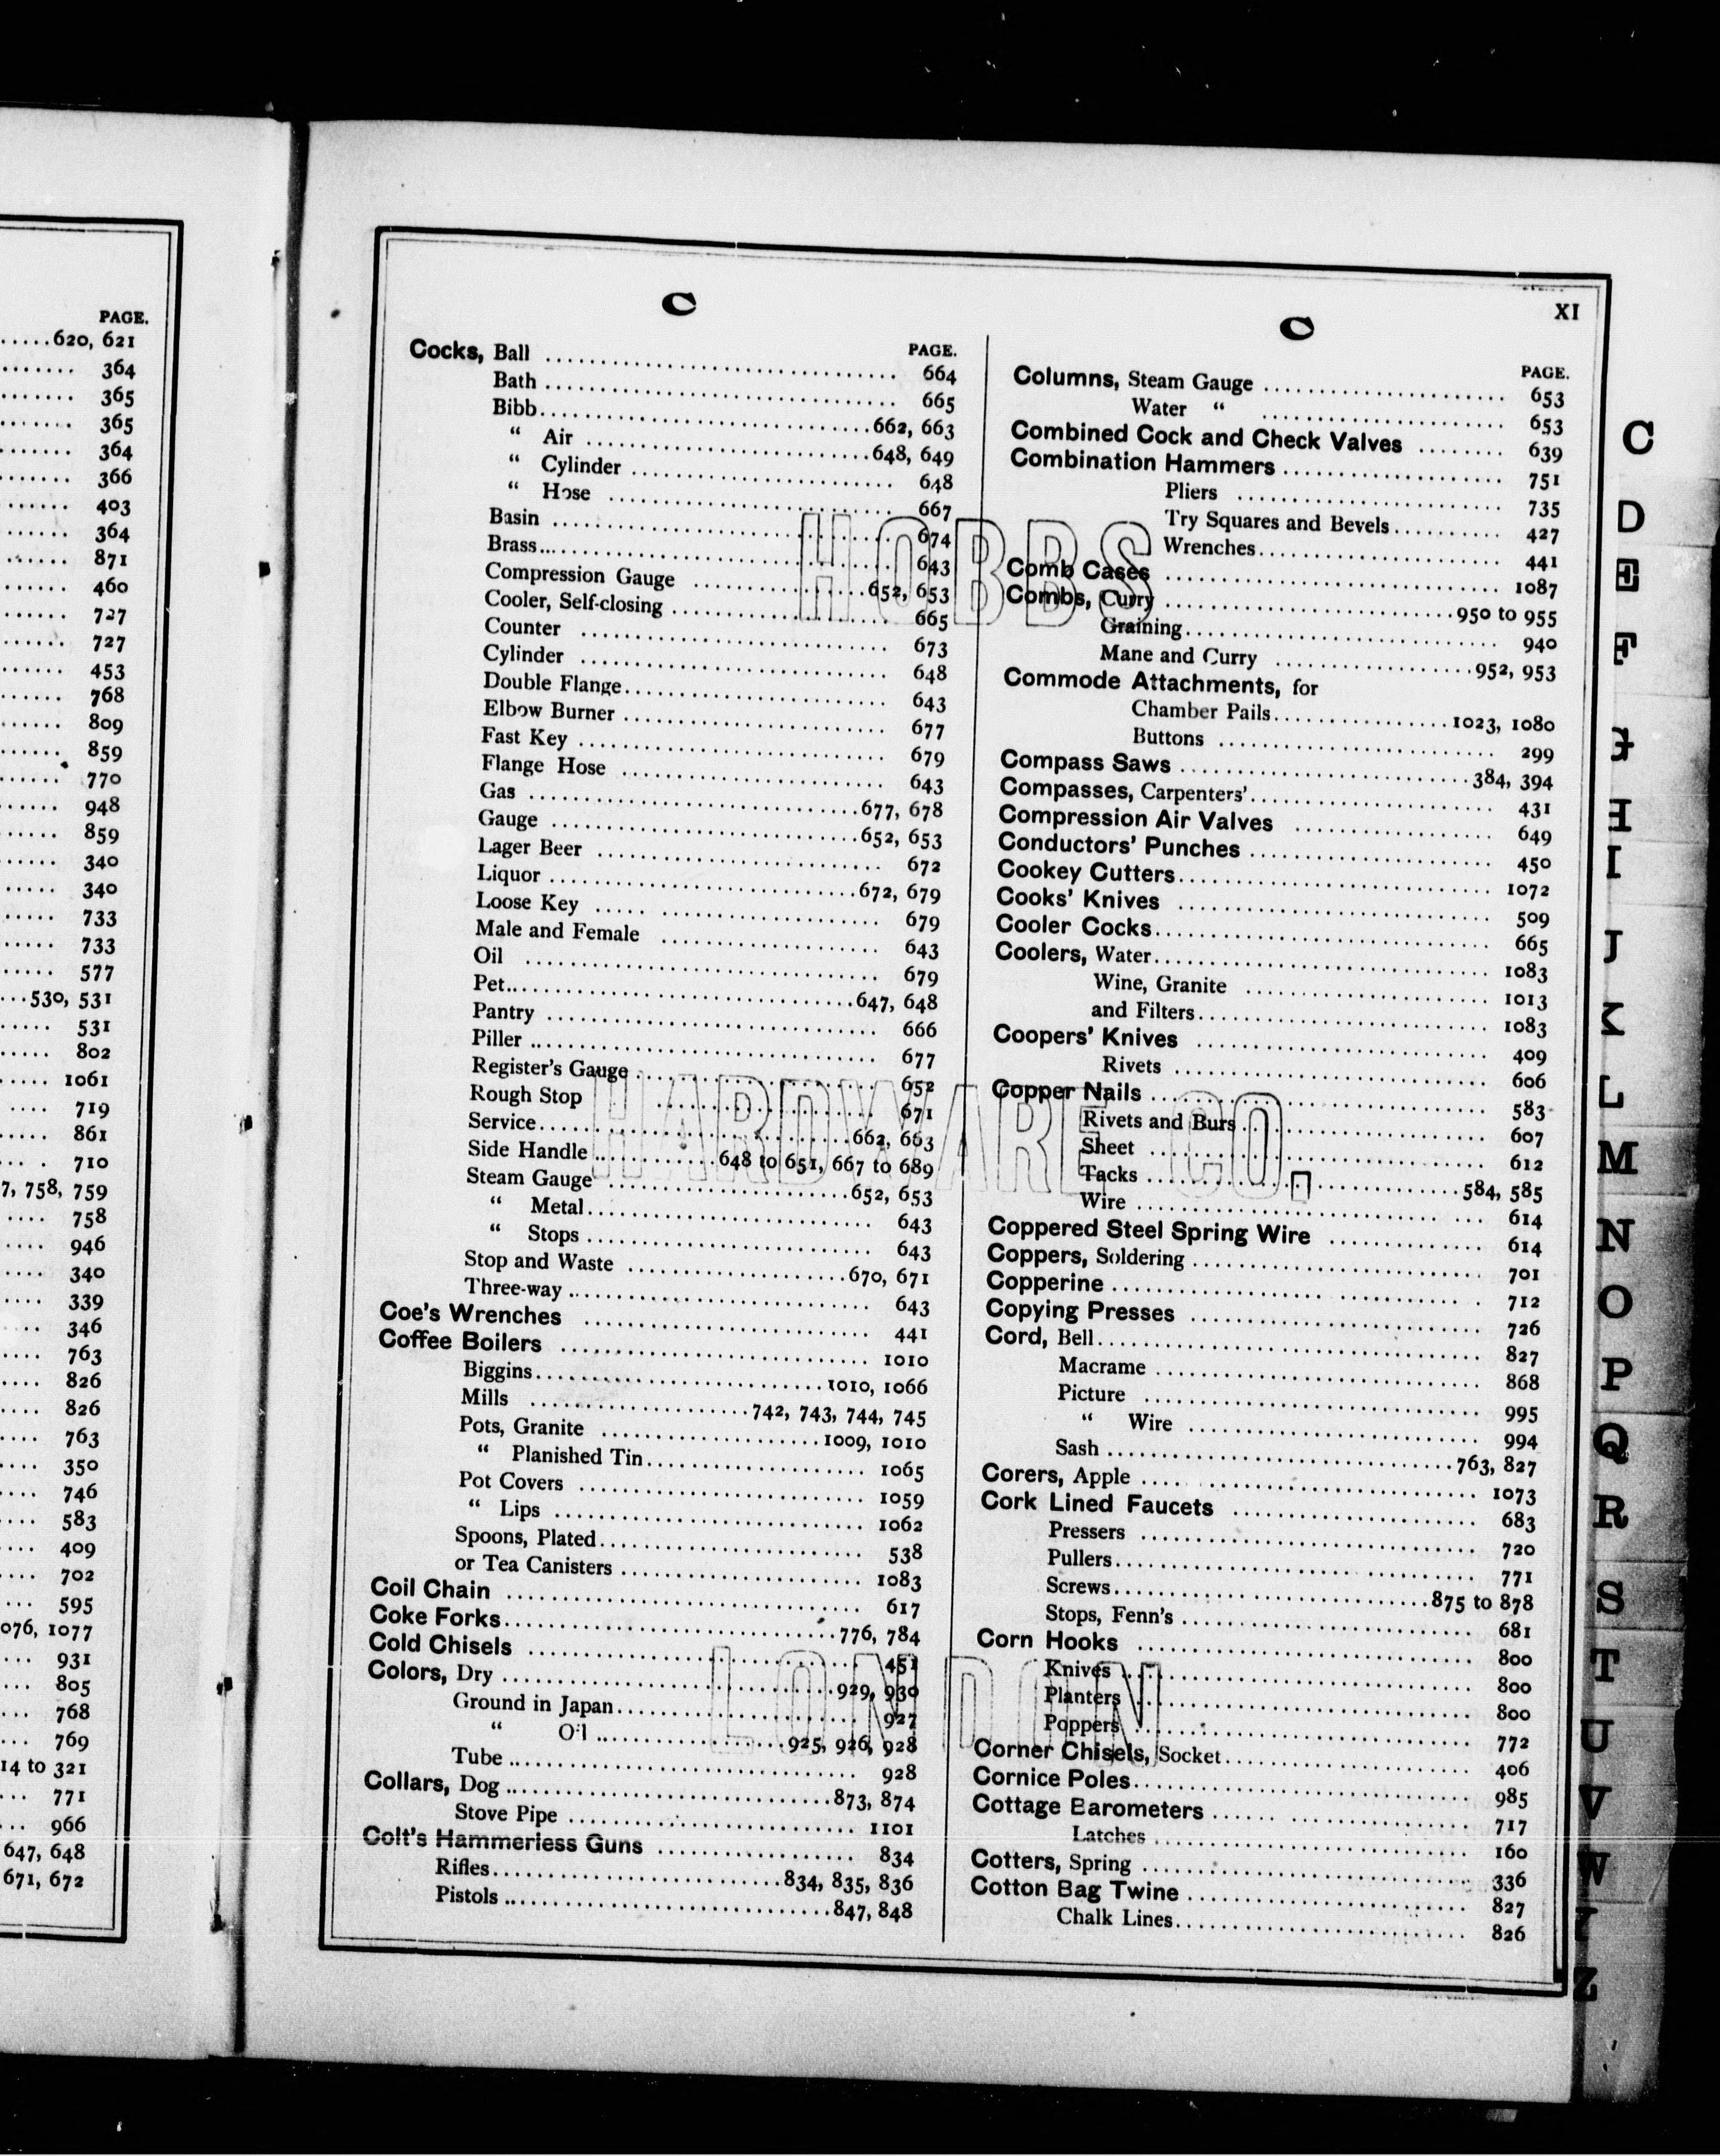 PAGE.
.....620, 621
........ 364
........ 365
........ 365
........ 364
........ 366
........ 403
........ 364
........ 871
........ 460
........ 727
........ 727
........ 453
....... 768
....... 809
....... 859
...... 770
...... 948
...... 859
...... 340
...... 340
...... 733
...... 733
...... 577
...530, 531
...... 531
..... 802
..... 1061
.... 719
..... 861
... . 710
7, 758, 759
.... 758
.... 946
.... 340
.... 339
... 346
.... 763
.... 826
.... 826
.... 763
.... 350
.... 746
.... 583
.... 409
.... 702
... 595
076, 1077
... 931
... 805
... 768
... 769
14 to 321
... 771
... 966
647, 648
671, 672
C
PAGE.
Cocks, Ball ........ 664
Bath ........ 665
Bibb........662, 663
“ Air ........648, 649
“ Cylinder ........ 648
“ Hose ........ 667
Basin ........ 674
Brass........ 643
Compression Gauge ........652, 653
Cooler, Self-closing ........ 665
Counter ........ 673
Cylinder ........ 648
Double Flange........ 643
Elbow Burner ........ 677
Fast Key ........ 679
Flange Hose ........ 643
Gas ........677, 678
Gauge ........652, 653
Lager Beer ........ 672
Liquor ........672, 679
Loose Key ........ 679
Male and Female ........ 643
Oil ........ 679
Pet........647, 648
Pantry ........ 666
Piller ........ 677
Register's Gauge ........ 652
Rough Stop ........ 671
Service........662, 663
Side Handle ........648 to 651, 667 to 689
Steam Gauge ........652, 653
“ Metal........ 643
“ Stops ........ 643
Stop and Waste ........670, 671
Three-way ........ 643
Coe's Wrenches ........ 441
Coffee Boilers ........ 1010
Biggins........1010, 1066
Mills ........742, 743, 744, 745
Pots, Granite ........1009, 1010
“ Planished Tin........ 1065
Pot Covers ........ 1059
“ Lips ........ 1062
Spoons, Plated........ 538
or Tea Canisters ........ 1083
Coil Chain ........ 617
Coke Forks........776, 784
Cold Chisels ........ 451
Colors, Dry ........929, 930
Ground in Japan........ 927
“ Oil ........925, 926, 928
Tube ........ 928
Collars, Dog ........873, 874
Stove Pipe ........ 1101
Colt's Hammerless Guns ........ 834
Rifles........834, 835, 836
Pistols ........847, 848
C
XI
PAGE.
Columns, Steam Gauge ........ 653
Water “ ........ 653
Combined Cock and Check Valves ........ 639
Combination Hammers ........ 751
Pliers ........ 735
Try Squares and Bevels........ 427
Wrenches........ 441
Comb Cases ........ 1087
Combs, Curry ........950 to 955
Graining........ 940
Mane and Curry ........952, 953
Commode Attachments, for
Chamber Pails........1023, 1080
Buttons ........ 299
Compass Saws ........384, 394
Compasses, Carpenters'........ 431
Compression Air Valves ........ 649
Conductors' Punches ........ 450
Cookey Cutters........ 1072
Cooks' Knives ........ 509
Cooler Cocks........ 665
Coolers, Water........ 1083
Wine, Granite ........ 1013
and Filters........ 1083
Coopers' Knives ........ 409
Rivets ........ 606
Copper Nails ........ 583
Rivets and Burs ........ 607
Sheet ........ 612
Tacks ........584, 585
Wire ........ 614
Coppered Steel Spring Wire ........ 614
Coppers, Soldering ........ 701
Copperine ........ 712
Copying Presses ........ 726
Cord, Bell........ 827
Macrame ........ 868
Picture ........ 995
“ Wire ........ 994
Sash ........763, 827
Corers, Apple ........ 1073
Cork Lined Faucets ........ 683
Pressers ........ 720
Pullers........ 771
Screws........875 to 878
Stops, Fenn's ........ 681
Corn Hooks ........ 800
Knives ........ 800
Planters ........ 800
Poppers ........ 772
Corner Chisels, Socket........ 406
Cornice Poles........ 985
Cottage Barometers ........ 717
Latches ........ 160
Cotters, Spring ........ 336
Cotton Bag Twine ........ 827
Chalk Lines........ 826
HOBBS
HARDWARE CO.
LONDON
C
D
E
F
G
H
I
J
K
L
M
N
O
P
Q
R
S
T
U
V
W
Y
Z